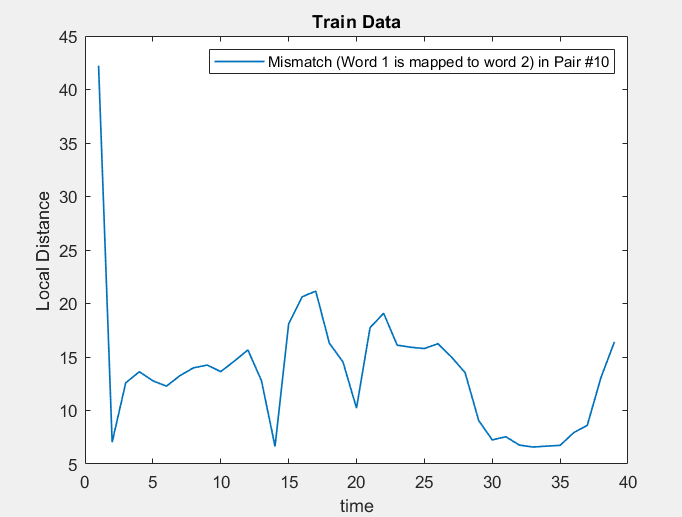 Train Data
Mismatch (Word 1 is mapped to word 2) in Pair #10
45
40
35
30
25
20
15
10
5
Local Distance
0 5 10 15 20 25 30 35 40
time